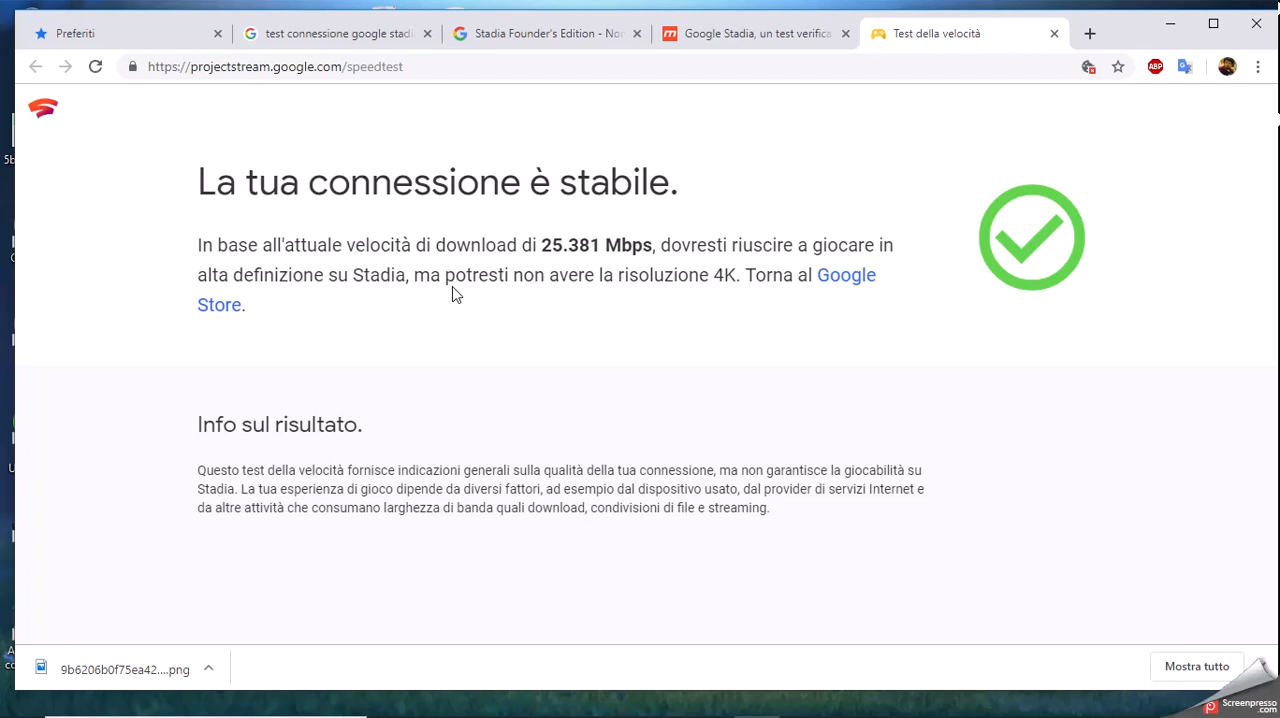 Preferiti
test connessione google stadi
Stadia Founder's Edition - Nor
Google Stadia, un test verifica
Test della velocità
https://projectstream.google.com/speedtest
ABP
La tua connessione è stabile.
In base all'attuale velocità di download di 25.381 Mbps, dovresti riuscire a giocare in
alta definizione su Stadia, ma potresti non avere la risoluzione 4K. Torna al Google
Store.
Info sul risultato.
Questo test della velocità fornisce indicazioni generali sulla qualità della tua connessione, ma non garantisce la giocabilità su
Stadia. La tua esperienza di gioco dipende da diversi fattori, ad esempio dal dispositivo usato, dal provider di servizi Internet e
da altre attività che consumano larghezza di banda quali download, condivisioni di file e streaming.
9b6206b0f75ea42....png
Mostra tutto
Screenpresso
.com